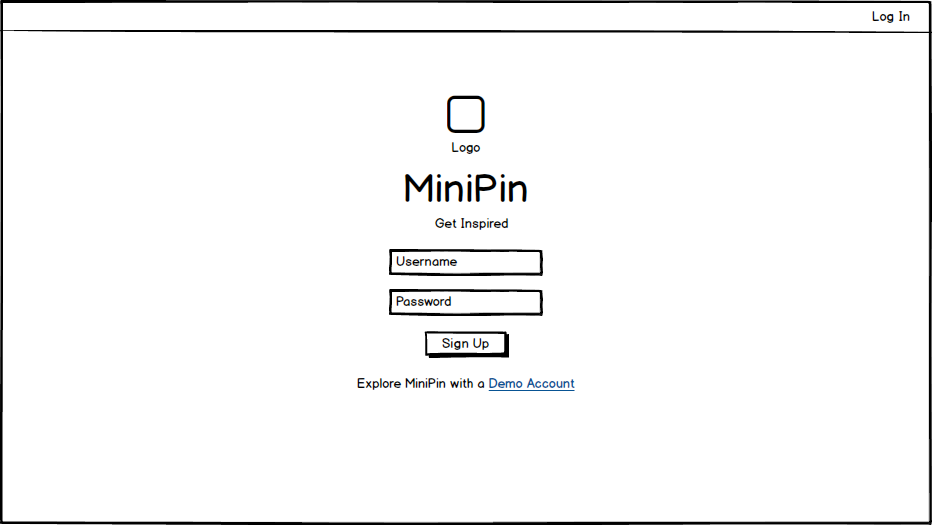 Log In
Logo
MiniPin
Get Inspired
Username
Password
Sign Up
Explore MiniPin with a Demo Account